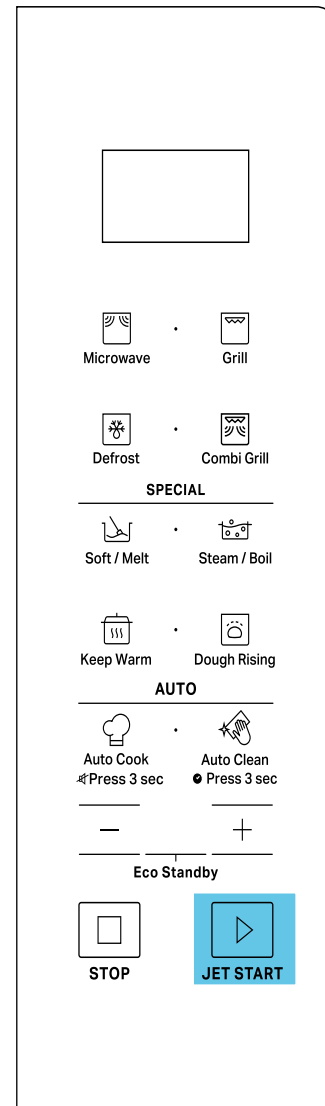 Microwave Grill
Defrost Combi Grill
SPECIAL
Soft / Melt Steam / Boil
Keep Warm Dough Rising
AUTO
Auto Cook Auto Clean
Press 3 sec Press 3 sec
− +
Eco Standby
STOP JET START